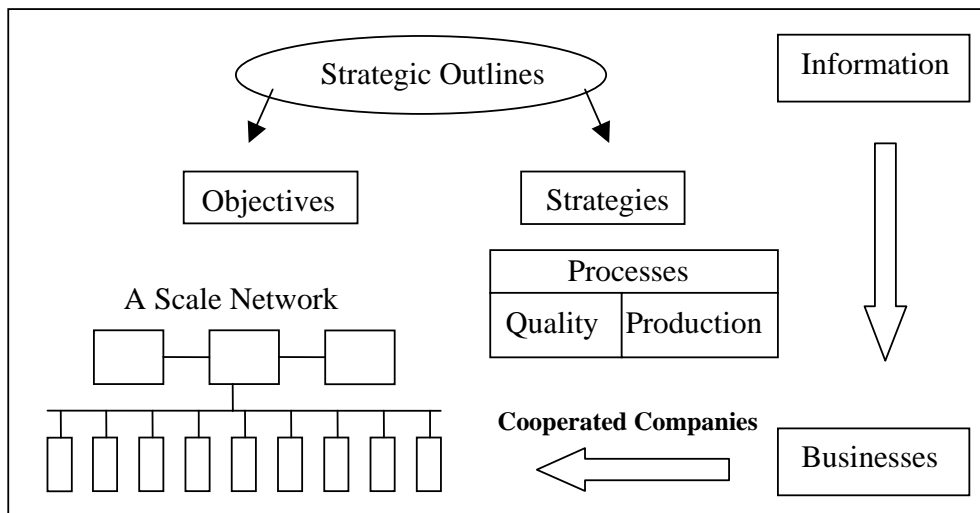 Strategic Outlines
Information
Objectives
Strategies
Processes
Quality
Production
A Scale Network
Cooperated Companies
Businesses